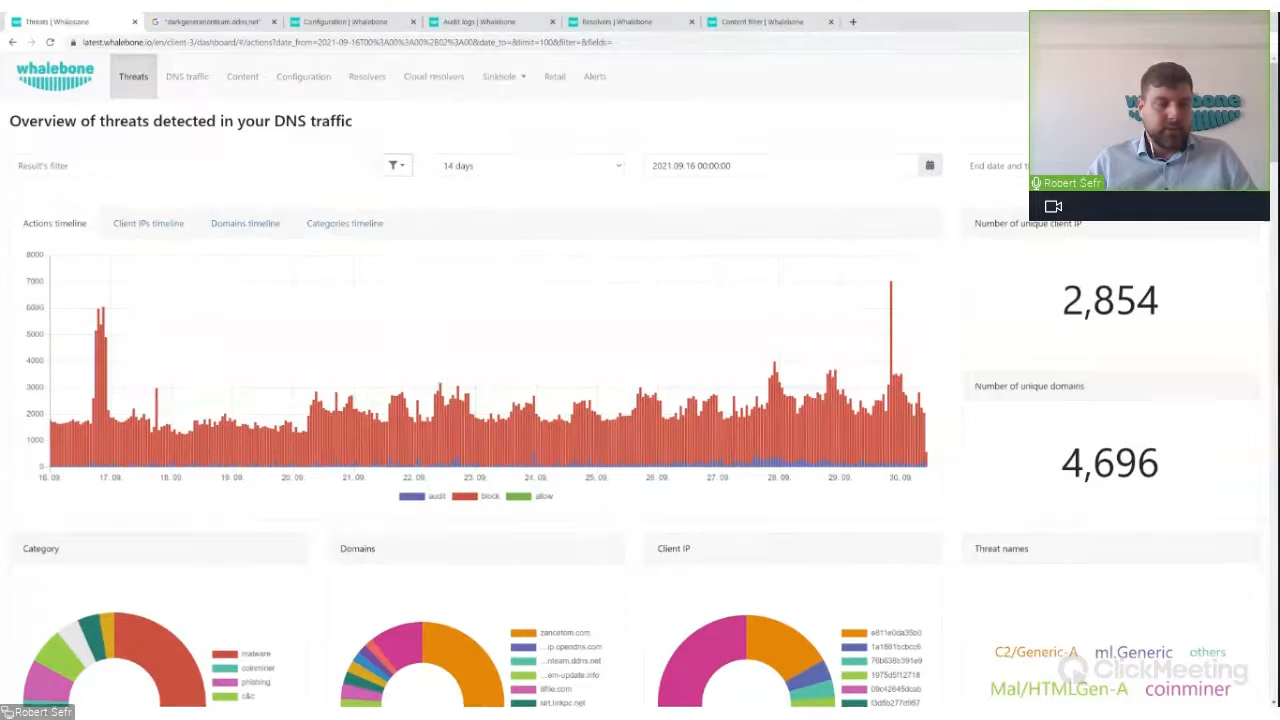 Threats | Whalebone
"darkgenerationteam.ddns.net"
Configuration | Whalebone
Audit logs | Whalebone
Resolvers | Whalebone
Content filter | Whalebone
latest.whalebone.io/en/client-3/dashboard/#/actions?date_from=2021-09-16T00%3A00%3A00%2B02%3A00&date_to=&limit=100&filter=&fields=
whalebone
Threats
DNS traffic
Content
Configuration
Resolvers
Cloud resolvers
Sinkhole
Retail
Alerts
whalebone
Robert Šefr
Overview of threats detected in your DNS traffic
Result's filter
14 days
2021.09.16 00:00:00
End date and
Actions timeline
Client IPs timeline
Domains timeline
Categories timeline
Number of unique client IP
8000
7000
6000
5000
4000
3000
2000
1000
0
16. 09.
17. 09.
18. 09.
19. 09.
20. 09.
21. 09.
22. 09.
23. 09.
24. 09.
25. 09.
26. 09.
27. 09.
28. 09.
29. 09.
30. 09.
audit
block
allow
2,854
Number of unique domains
4,696
Category
Domains
Client IP
Threat names
malware
coinminer
phishing
c&c
zancetom.com
...ip.opendns.com
...nteam.ddns.net
...em-update.info
e811e0da35b0
1a1881bcbcc6
76b638b391e9
1975d5f12718
09c42645dcab
f3d5b277d957
C2/Generic-A
ml.Generic
others
Mal/HTMLGen-A
coinminer
ClickMeeting
Robert Šefr